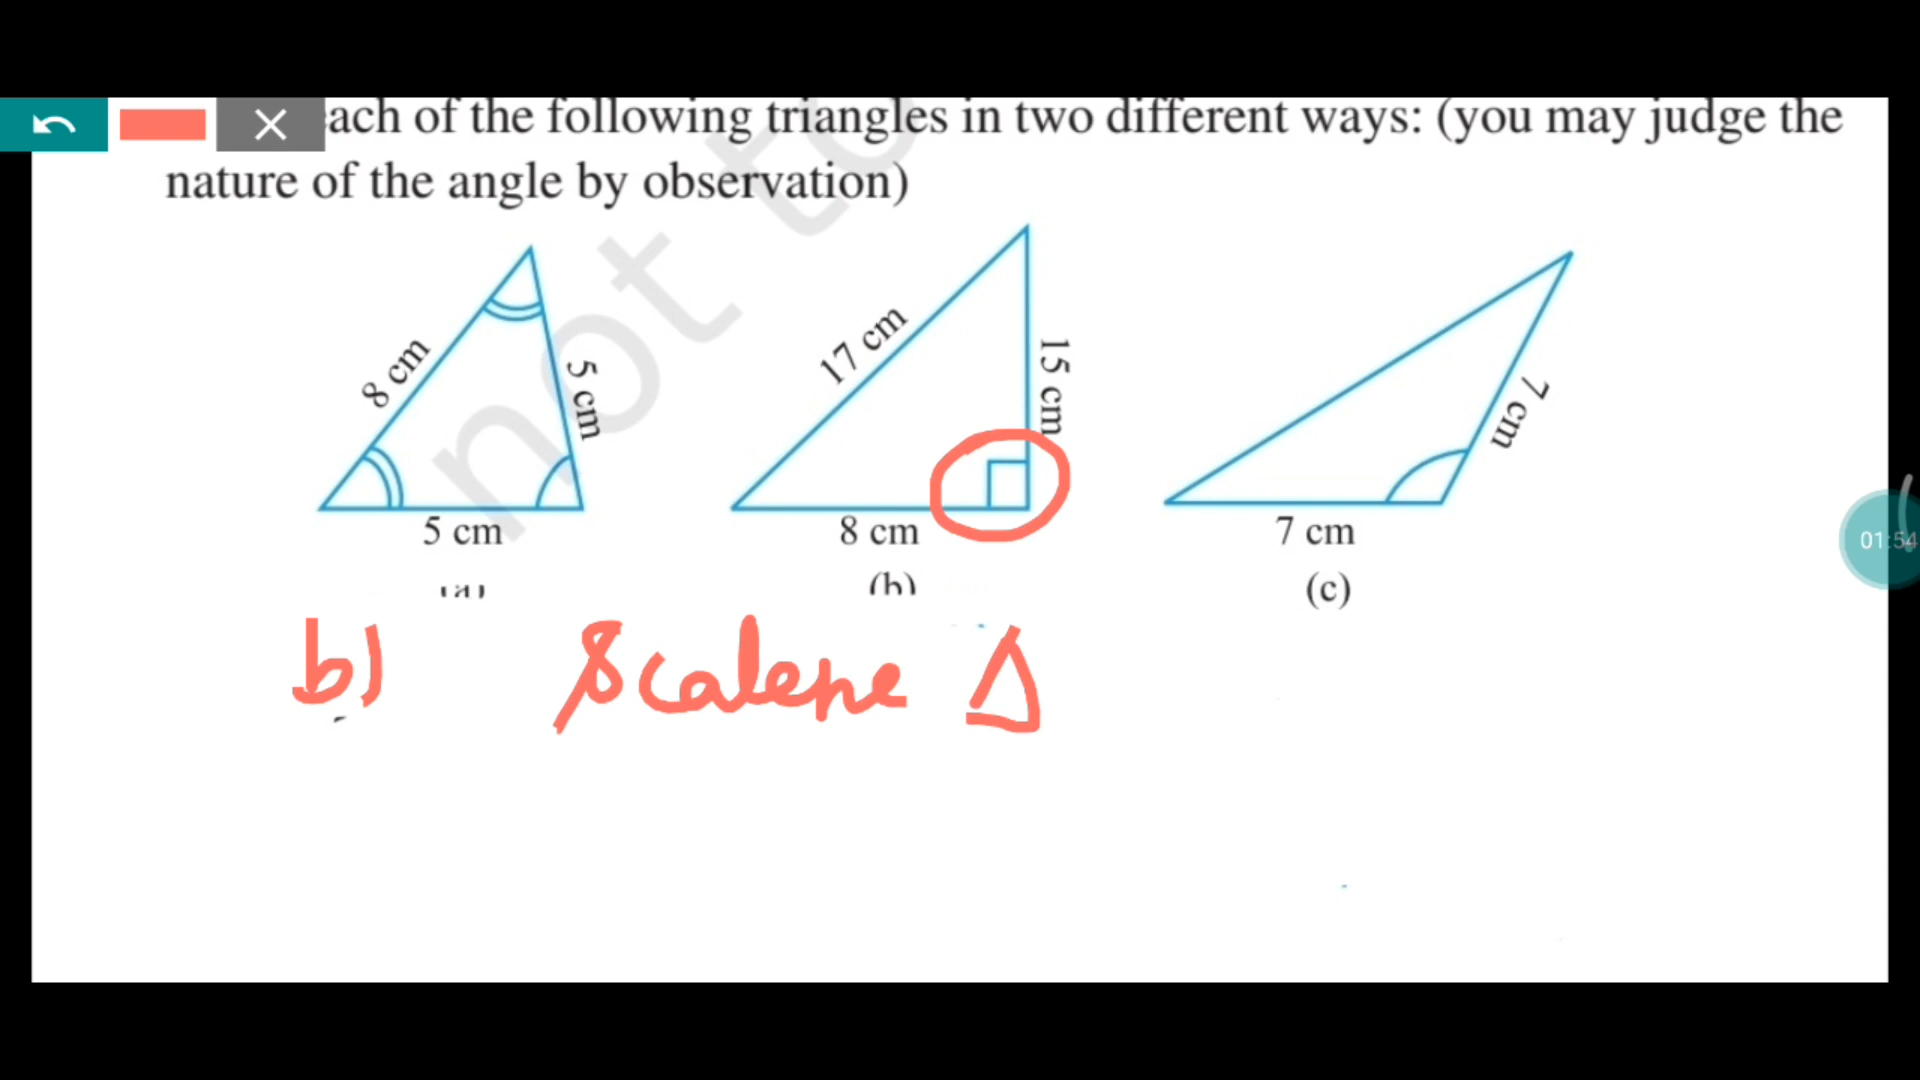 ach of the following triangles in two different ways: (you may judge the
nature of the angle by observation)
not to
8 cm
5 cm
5 cm
17 cm
15 cm
8 cm
7 cm
7 cm
(a)
(b)
(c)
b) Scalene Δ
01:54